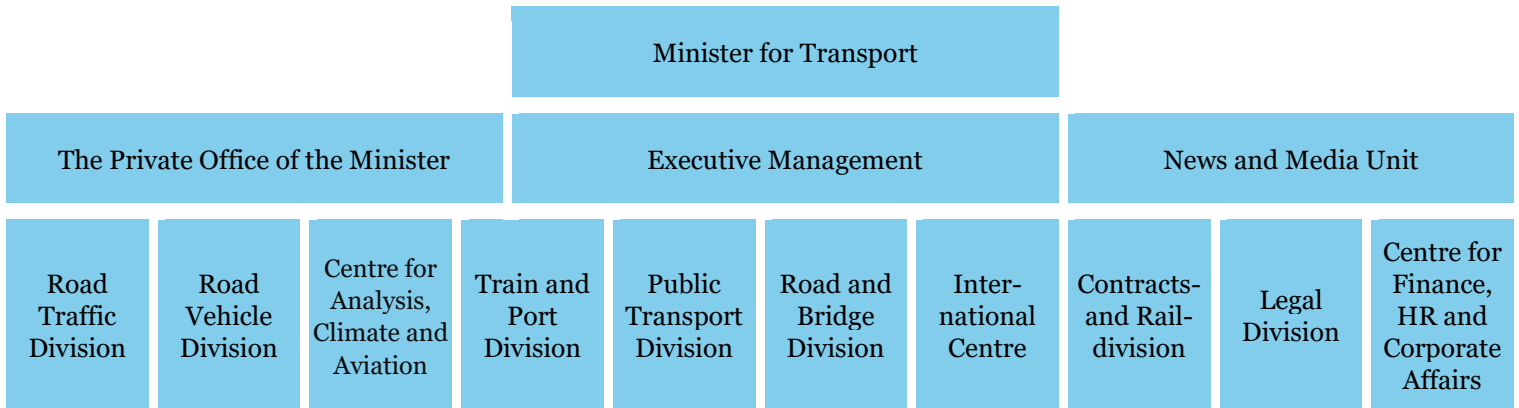 Minister for Transport
The Private Office of the Minister
Executive Management
News and Media Unit
Road
Traffic
Division
Road
Vehicle
Division
Centre for
Analysis,
Climate and
Aviation
Train and
Port
Division
Public
Transport
Division
Road and
Bridge
Division
Inter-
national
Centre
Contracts-
and Rail-
division
Legal
Division
Centre for
Finance,
HR and
Corporate
Affairs